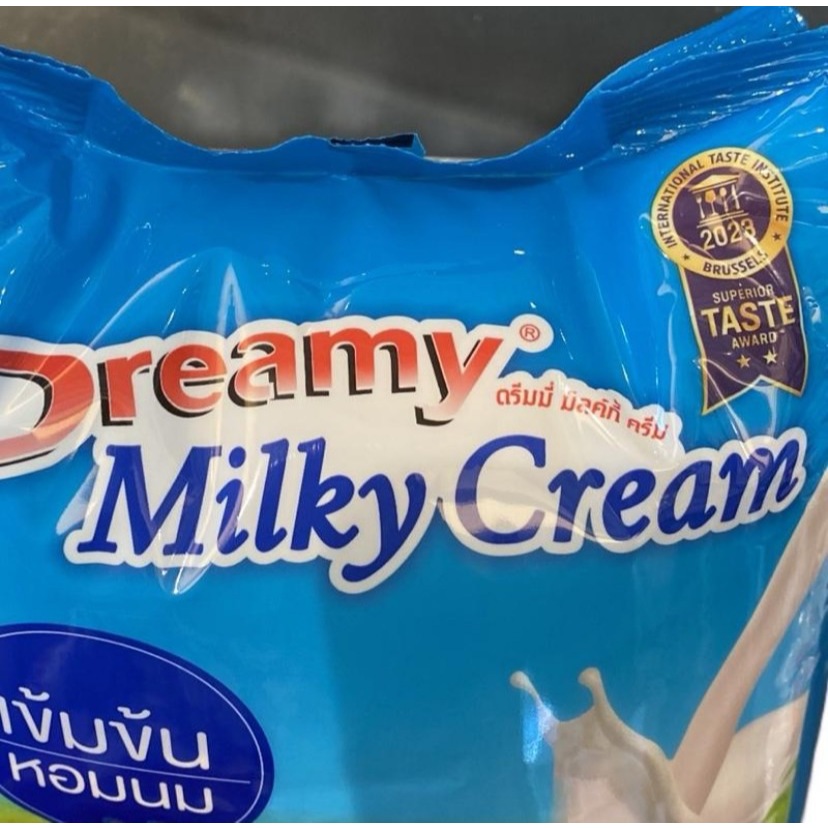 INTERNATIONAL TASTE INSTITUTE
2023
BRUSSELS
SUPERIOR
TASTE
AWARD
Dreamy®
ดรีมมี่ มิลค์กี้ ครีม
Milky Cream
เข้มข้น
หอมนม